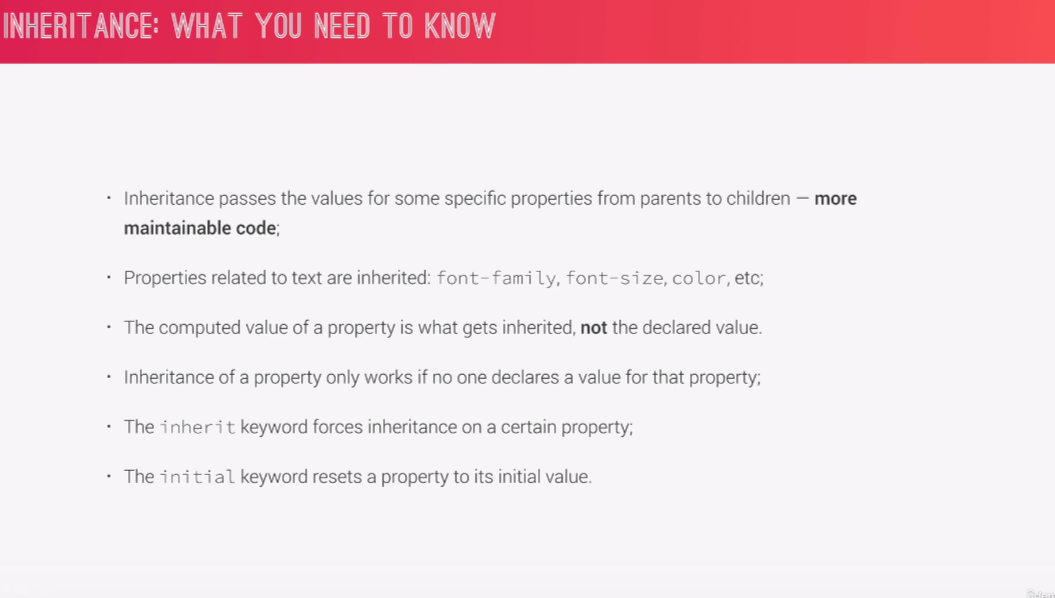 INHERITANCE: WHAT YOU NEED TO KNOW
· Inheritance passes the values for some specific properties from parents to children — more
maintainable code;
· Properties related to text are inherited: font-family, font-size, color, etc;
· The computed value of a property is what gets inherited, not the declared value.
· Inheritance of a property only works if no one declares a value for that property;
· The inherit keyword forces inheritance on a certain property;
· The initial keyword resets a property to its initial value.